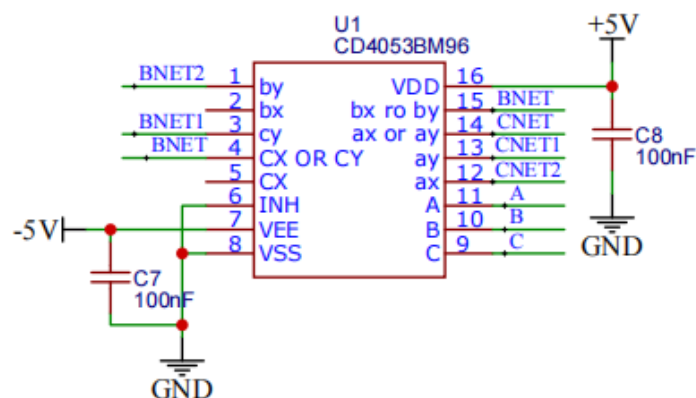 U1
CD4053BM96
+5V
BNET2 1 by VDD 16
2 bx bx ro by 15 BNET
BNET1 3 cy ax or ay 14 CNET
BNET 4 CX OR CY ay 13 CNET1
5 CX ax 12 CNET2
6 INH A 11 A
-5V 7 VEE B 10 B
8 VSS C 9 C
C8
100nF
GND
C7
100nF
GND